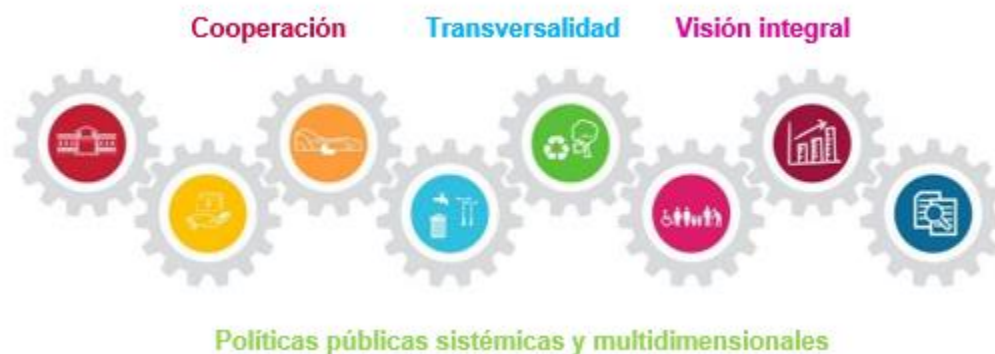 Cooperación Transversalidad Visión integral
Políticas públicas sistémicas y multidimensionales